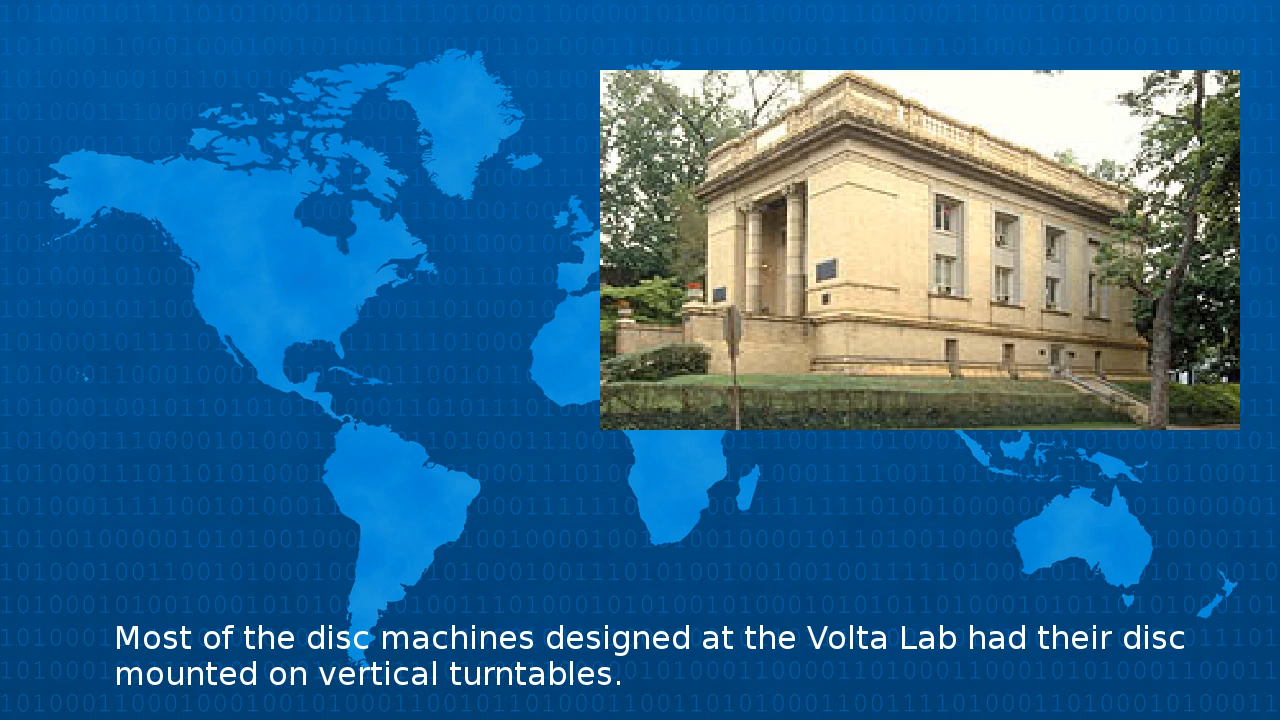 Most of the disc machines designed at the Volta Lab had their disc
mounted on vertical turntables.